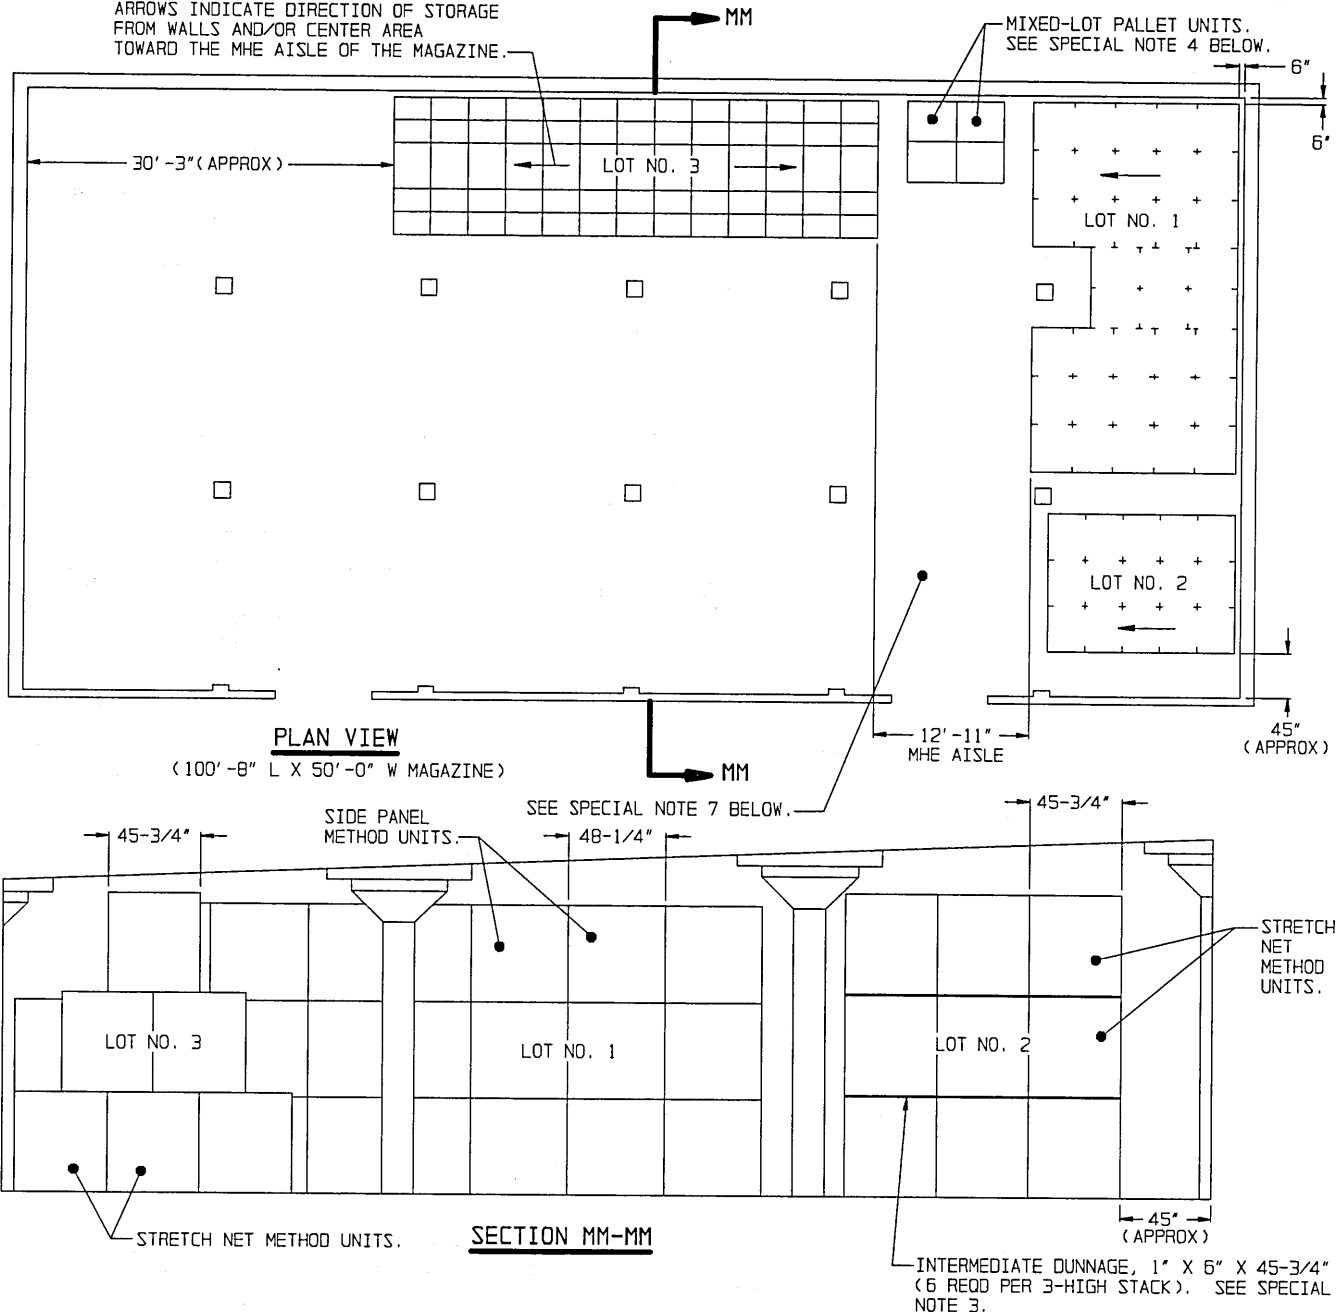 ARROWS INDICATE DIRECTION OF STORAGE
FROM WALLS AND/OR CENTER AREA
TOWARD THE MHE AISLE OF THE MAGAZINE.
MM
MIXED-LOT PALLET UNITS.
SEE SPECIAL NOTE 4 BELOW.
6"
6"
30'-3"(APPROX)
LOT NO. 3
LOT NO. 1
LOT NO. 2
45"
(APPROX)
12'-11"
MHE AISLE
PLAN VIEW
(100'-8" L X 50'-0" W MAGAZINE)
MM
SEE SPECIAL NOTE 7 BELOW.
SIDE PANEL
METHOD UNITS.
45-3/4"
48-1/4"
45-3/4"
STRETCH
NET
METHOD
UNITS.
LOT NO. 3
LOT NO. 1
LOT NO. 2
STRETCH NET METHOD UNITS.
SECTION MM-MM
45"
(APPROX)
INTERMEDIATE DUNNAGE, 1" X 6" X 45-3/4"
(6 REQD PER 3-HIGH STACK). SEE SPECIAL
NOTE 3.